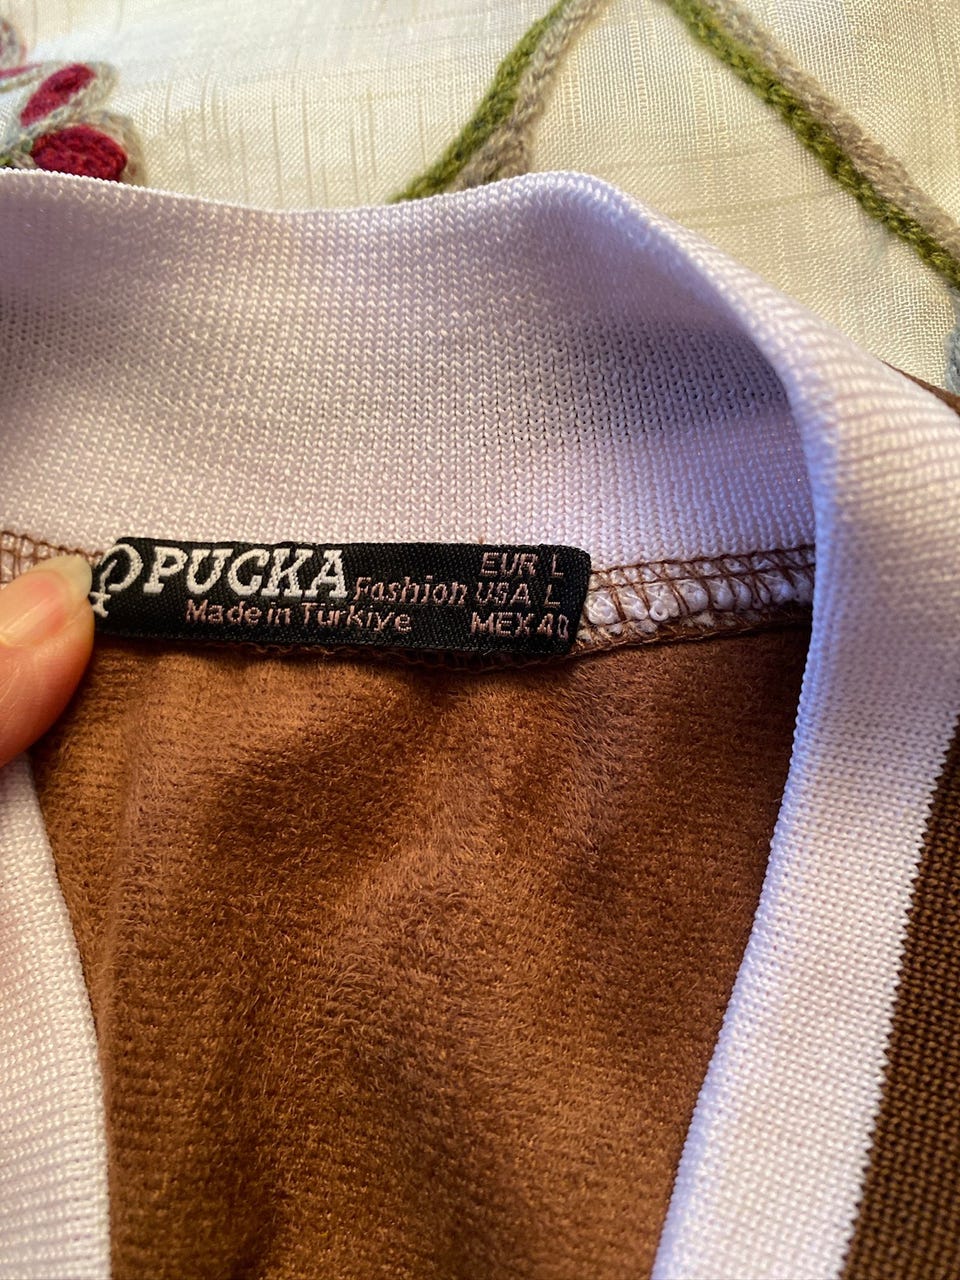 PUCKA Fashion
Made in Türkiye
EUR L
USA L
MEX 40